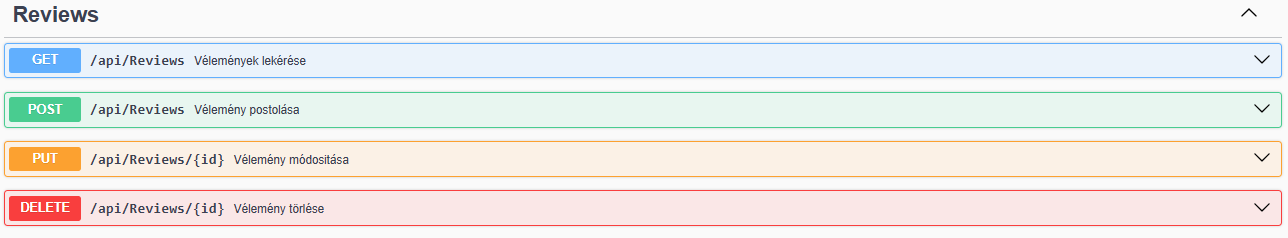 Reviews
GET /api/Reviews Vélemények lekérése
POST /api/Reviews Vélemény postolása
PUT /api/Reviews/{id} Vélemény módositása
DELETE /api/Reviews/{id} Vélemény törlése